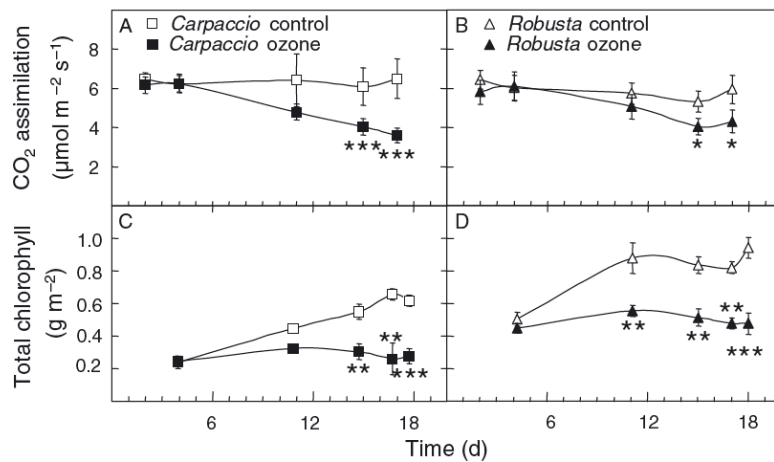 A □ Carpaccio control
■ Carpaccio ozone
B △ Robusta control
▲ Robusta ozone
CO₂ assimilation
(μmol m⁻² s⁻¹)
8
6
4
2
***
***
*
*
C
D
Total chlorophyll
(g m⁻²)
1.0
0.8
0.6
0.4
0.2
**
**
***
**
**
**
***
6
12
18
6
12
18
Time (d)